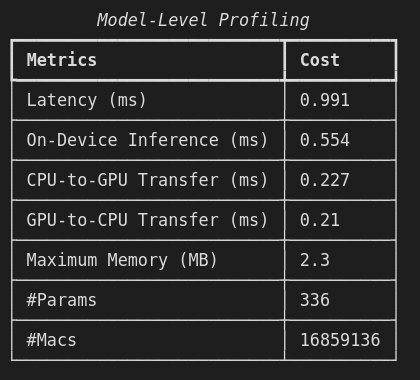 Model-Level Profiling
Metrics Cost
Latency (ms) 0.991
On-Device Inference (ms) 0.554
CPU-to-GPU Transfer (ms) 0.227
GPU-to-CPU Transfer (ms) 0.21
Maximum Memory (MB) 2.3
#Params 336
#Macs 16859136